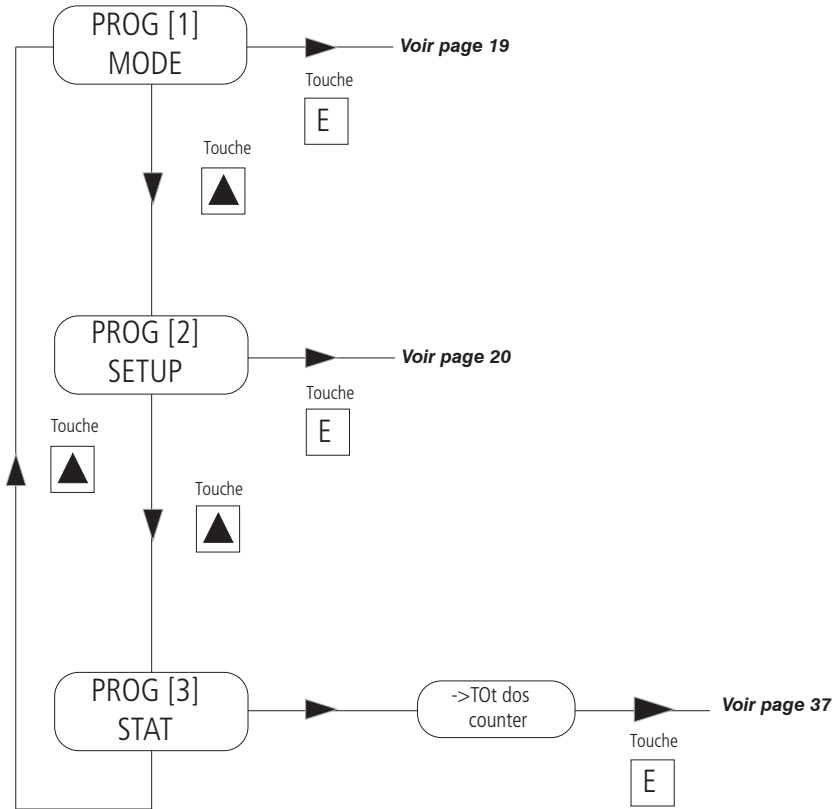 PROG [1]
MODE
Voir page 19
Touche
E
Touche
PROG [2]
SETUP
Voir page 20
Touche
E
Touche
Touche
PROG [3]
STAT
->TOt dos
counter
Voir page 37
Touche
E